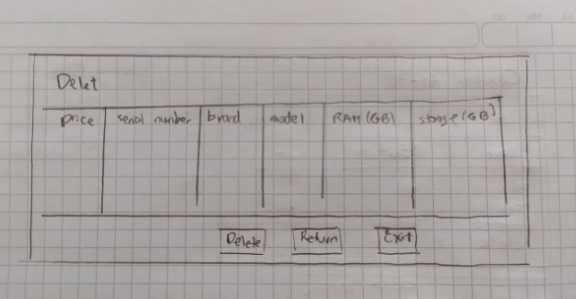 Delet
price serial number brand model RAM (GB) storage (GB)
Delete Return Exit